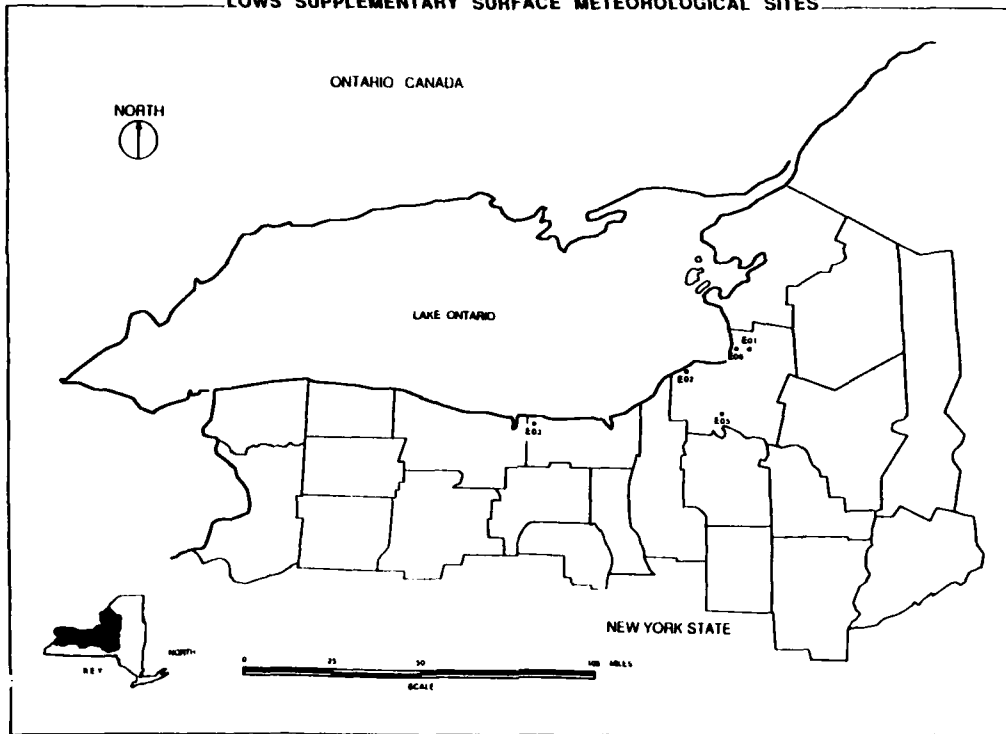 LOWS SUPPLEMENTARY SURFACE METEOROLOGICAL SITES
ONTARIO CANADA
NORTH
LAKE ONTARIO
E01
E06
E02
E05
E03
NEW YORK STATE
NORTH
KEY
0 25 50 100 MILES
SCALE